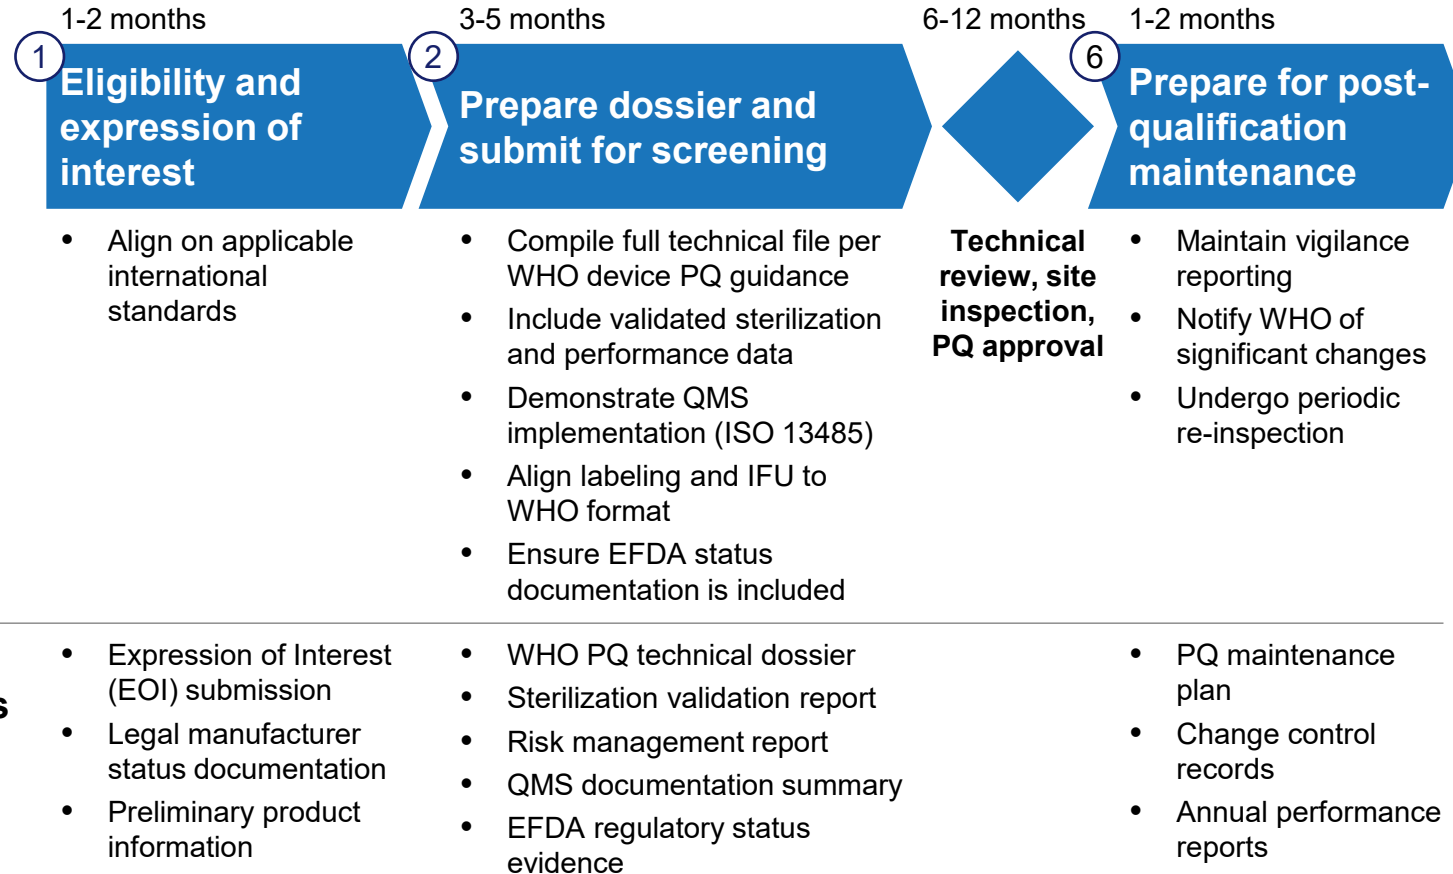 1-2 months
3-5 months
6-12 months
1-2 months
1
Eligibility and
expression of
interest
2
Prepare dossier and
submit for screening
6
Prepare for post-
qualification
maintenance
• Align on applicable
international
standards
• Compile full technical file per
WHO device PQ guidance
• Include validated sterilization
and performance data
• Demonstrate QMS
implementation (ISO 13485)
• Align labeling and IFU to
WHO format
• Ensure EFDA status
documentation is included
Technical
review, site
inspection,
PQ approval
• Maintain vigilance
reporting
• Notify WHO of
significant changes
• Undergo periodic
re-inspection
s
• Expression of Interest
(EOI) submission
• Legal manufacturer
status documentation
• Preliminary product
information
• WHO PQ technical dossier
• Sterilization validation report
• Risk management report
• QMS documentation summary
• EFDA regulatory status
evidence
• PQ maintenance
plan
• Change control
records
• Annual performance
reports